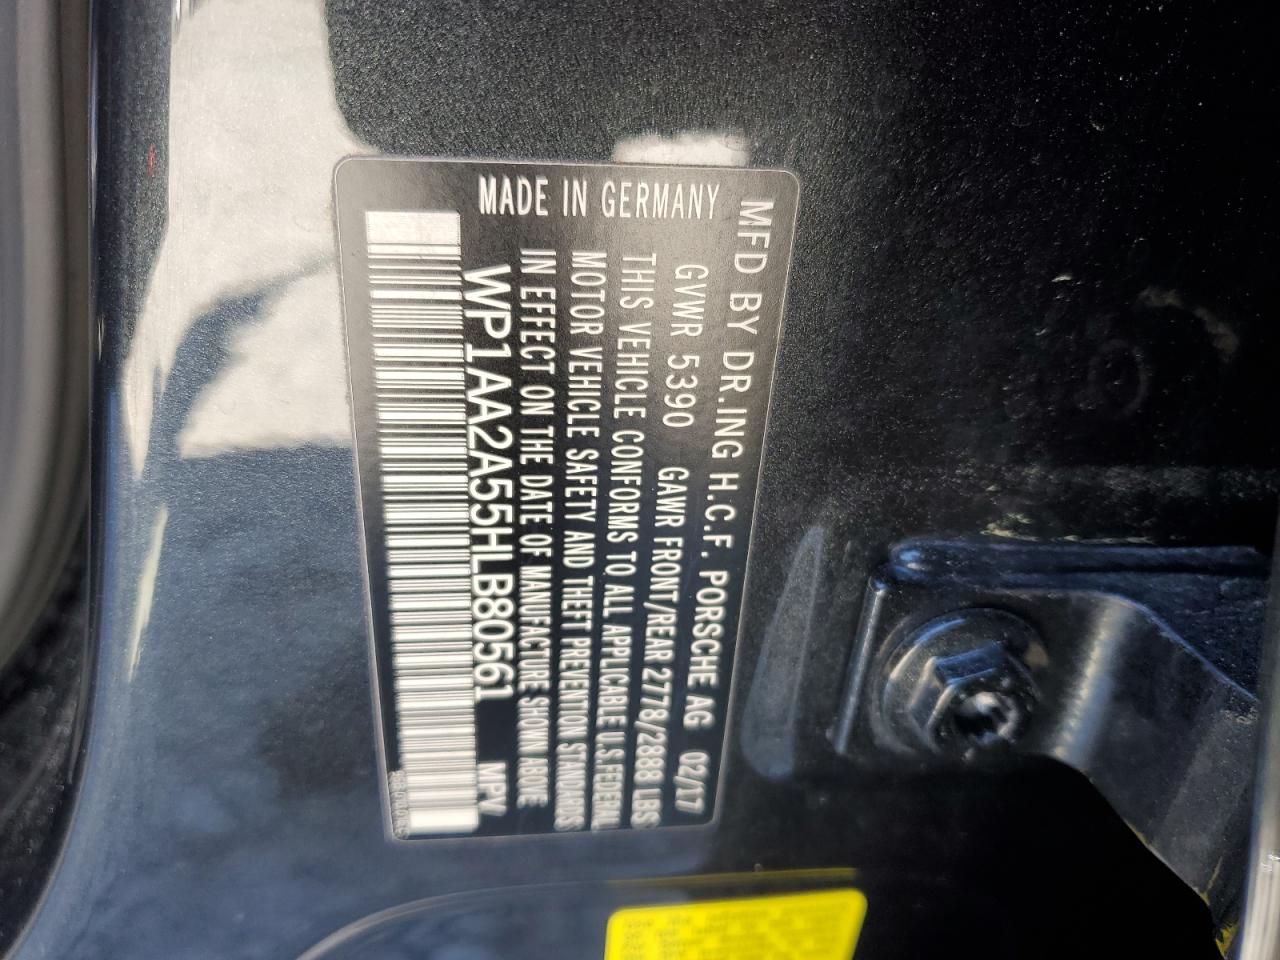 MFD BY DR.ING H.C.F. PORSCHE AG 02/17
GVWR 5390 GAWR FRONT/REAR 2778/2888 LBS
THIS VEHICLE CONFORMS TO ALL APPLICABLE U.S.FEDERAL
MOTOR VEHICLE SAFETY AND THEFT PREVENTION STANDARDS
IN EFFECT ON THE DATE OF MANUFACTURE SHOWN ABOVE
WP1AA2A55HLB80561 MPV
MADE IN GERMANY